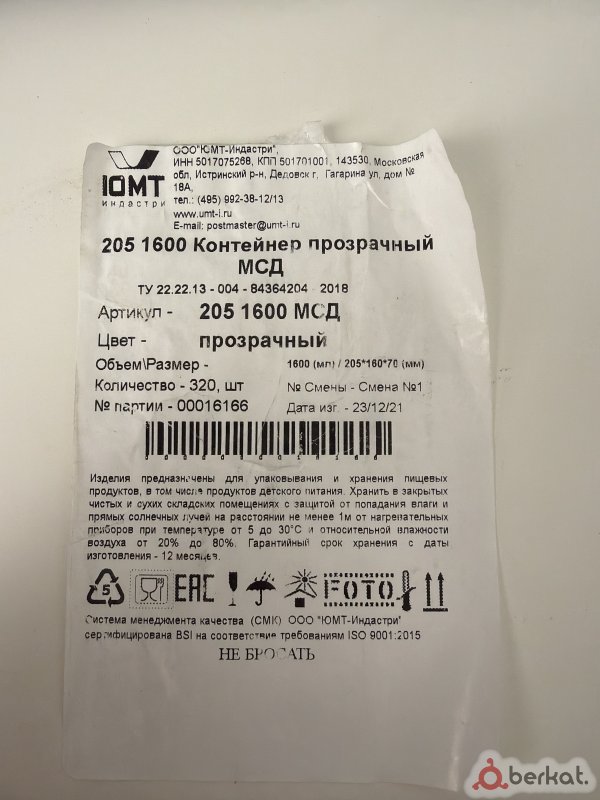 ООО"ЮМТ-Индастри",
ИНН 5017075268, КПП 501701001, 143530, Московская
обл, Истринский р-н, Дедовск г, Гагарина ул, дом №
18А,
тел.: (495) 992-38-12/13
www.umt-i.ru
E-mail: postmaster@umt-i.ru
ЮМТ
индастри
205 1600 Контейнер прозрачный
МСД
ТУ 22.22.13 - 004 - 84364204 - 2018
Артикул - 205 1600 МСД
Цвет - прозрачный
Объем\Размер - 1600 (мл) / 205*160*70 (мм)
Количество - 320, шт № Смены - Смена №1
№ партии - 00016166 Дата изг. - 23/12/21
Изделия предназначены для упаковывания и хранения пищевых
продуктов, в том числе продуктов детского питания. Хранить в закрытых
чистых и сухих складских помещениях с защитой от попадания влаги и
прямых солнечных лучей на расстоянии не менее 1м от нагревательных
приборов при температуре от 5 до 30°С и относительной влажности
воздуха от 20% до 80%. Гарантийный срок хранения с даты
изготовления - 12 месяцев.
5 ЕАС FOTO
Система менеджмента качества (СМК) ООО "ЮМТ-Индастри"
сертифицирована BSI на соответствие требованиям ISO 9001:2015
НЕ БРОСАТЬ
berkat.